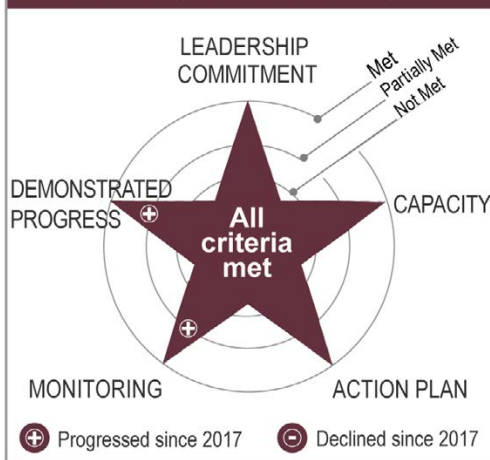 LEADERSHIP
COMMITMENT
Met
Partially Met
Not Met
DEMONSTRATED
PROGRESS
CAPACITY
All
criteria
met
MONITORING
ACTION PLAN
Progressed since 2017
Declined since 2017